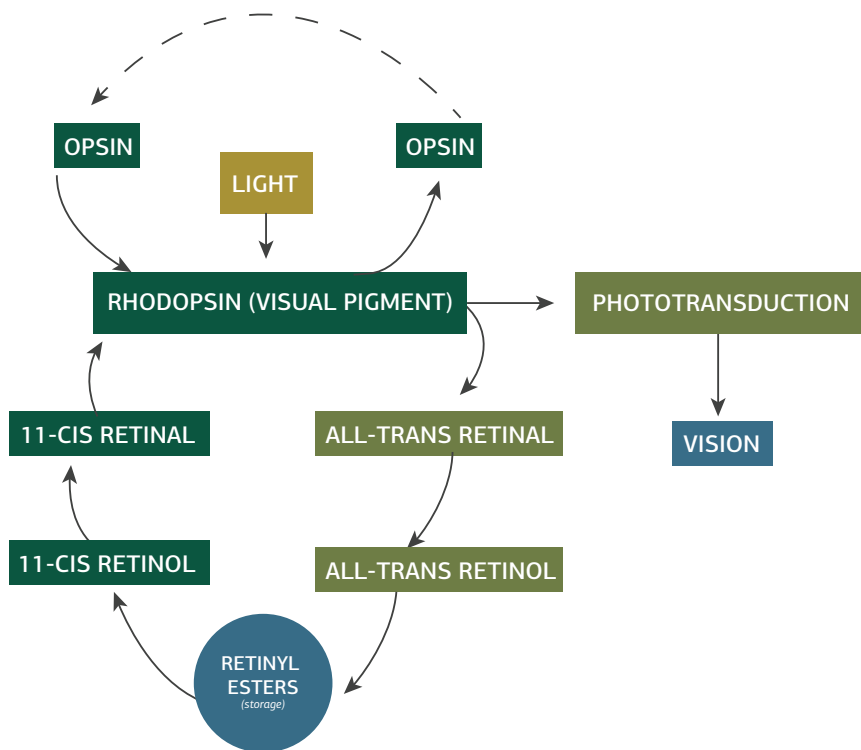 OPSIN
OPSIN
LIGHT
RHODOPSIN (VISUAL PIGMENT)
PHOTOTRANSDUCTION
11-CIS RETINAL
ALL-TRANS RETINAL
VISION
11-CIS RETINOL
ALL-TRANS RETINOL
RETINYL
ESTERS
(storage)